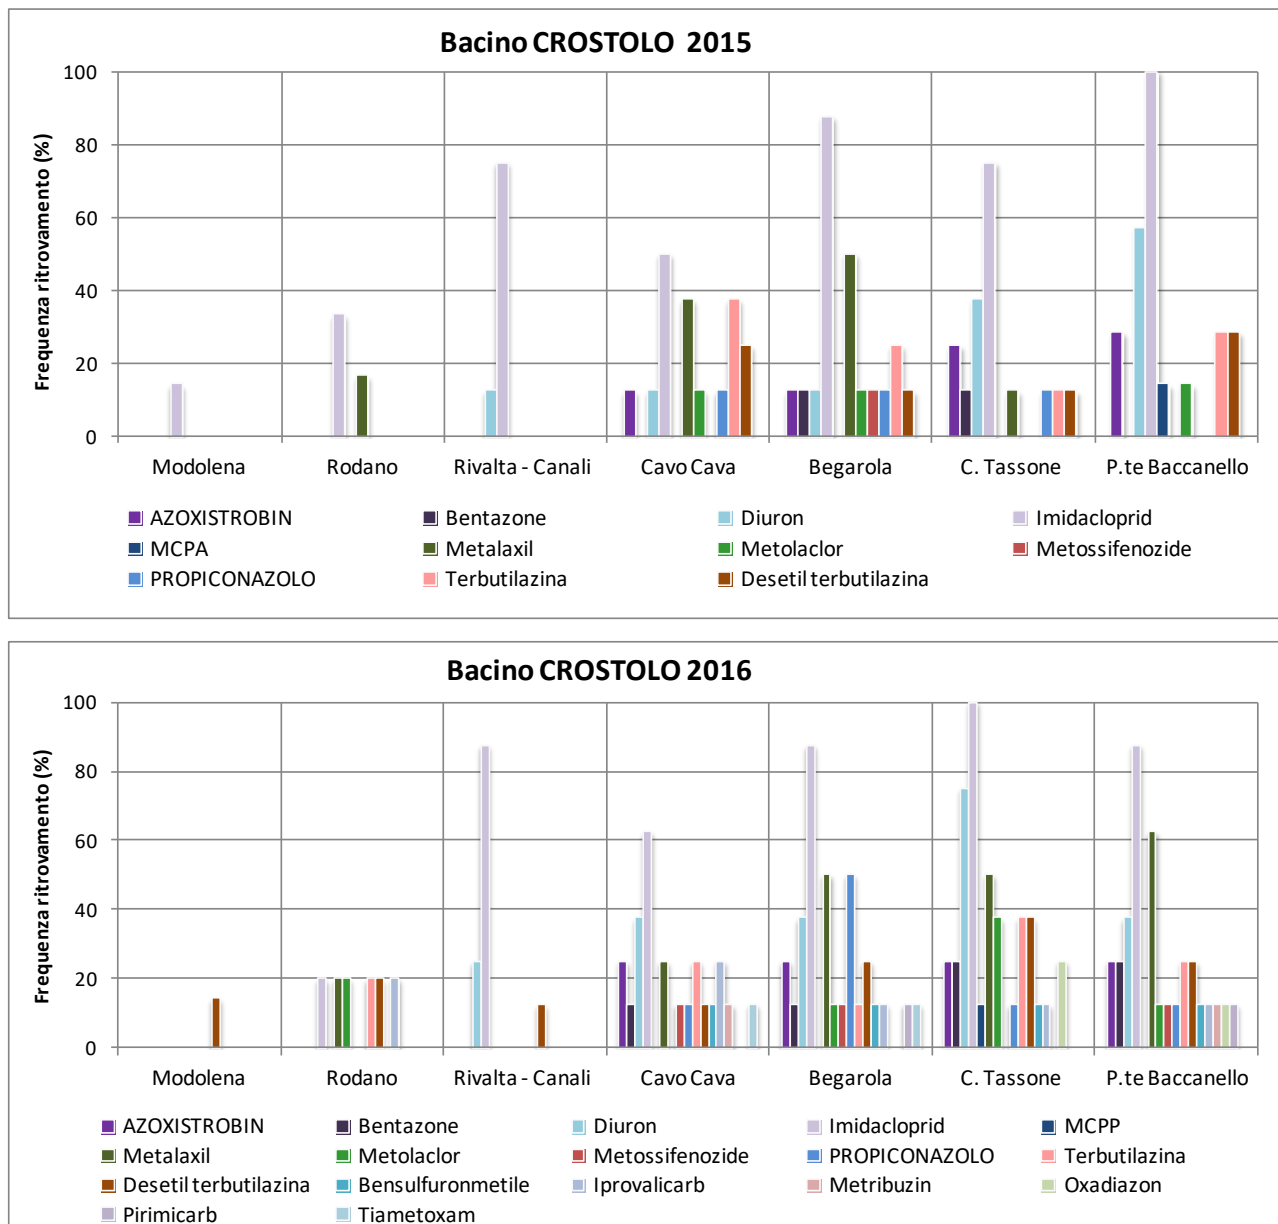 Bacino CROSTOLO 2015
Frequenza ritrovamento (%)
100
80
60
40
20
0
Modolena Rodano Rivalta - Canali Cavo Cava Begarola C. Tassone P.te Baccanello
AZOXISTROBIN Bentazone Diuron Imidacloprid
MCPA Metalaxil Metolaclor Metossifenozide
PROPICONAZOLO Terbutilazina Desetil terbutilazina
Bacino CROSTOLO 2016
Frequenza ritrovamento (%)
100
80
60
40
20
0
Modolena Rodano Rivalta - Canali Cavo Cava Begarola C. Tassone P.te Baccanello
AZOXISTROBIN Bentazone Diuron Imidacloprid MCPP
Metalaxil Metolaclor Metossifenozide PROPICONAZOLO Terbutilazina
Desetil terbutilazina Bensulfuronmetile Iprovalicarb Metribuzin Oxadiazon
Pirimicarb Tiametoxam